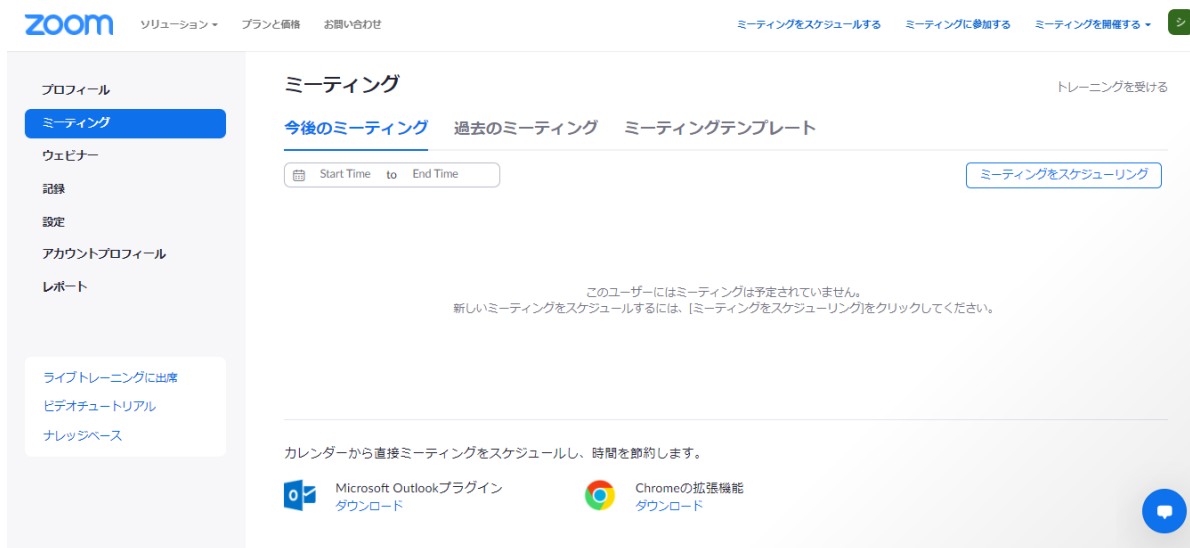 zoom ソリューション プランと価格 お問い合わせ ミーティングをスケジュールする ミーティングに参加する ミーティングを開催する シ
プロフィール
ミーティング
ウェビナー
記録
設定
アカウントプロフィール
レポート
ライブトレーニングに出席
ビデオチュートリアル
ナレッジベース
ミーティング
トレーニングを受ける
今後のミーティング 過去のミーティング ミーティングテンプレート
Start Time to End Time
ミーティングをスケジューリング
このユーザーにはミーティングは予定されていません。
新しいミーティングをスケジュールするには、[ミーティングをスケジューリング]をクリックしてください。
カレンダーから直接ミーティングをスケジュールし、時間を節約します。
Microsoft Outlookプラグイン
ダウンロード
Chromeの拡張機能
ダウンロード